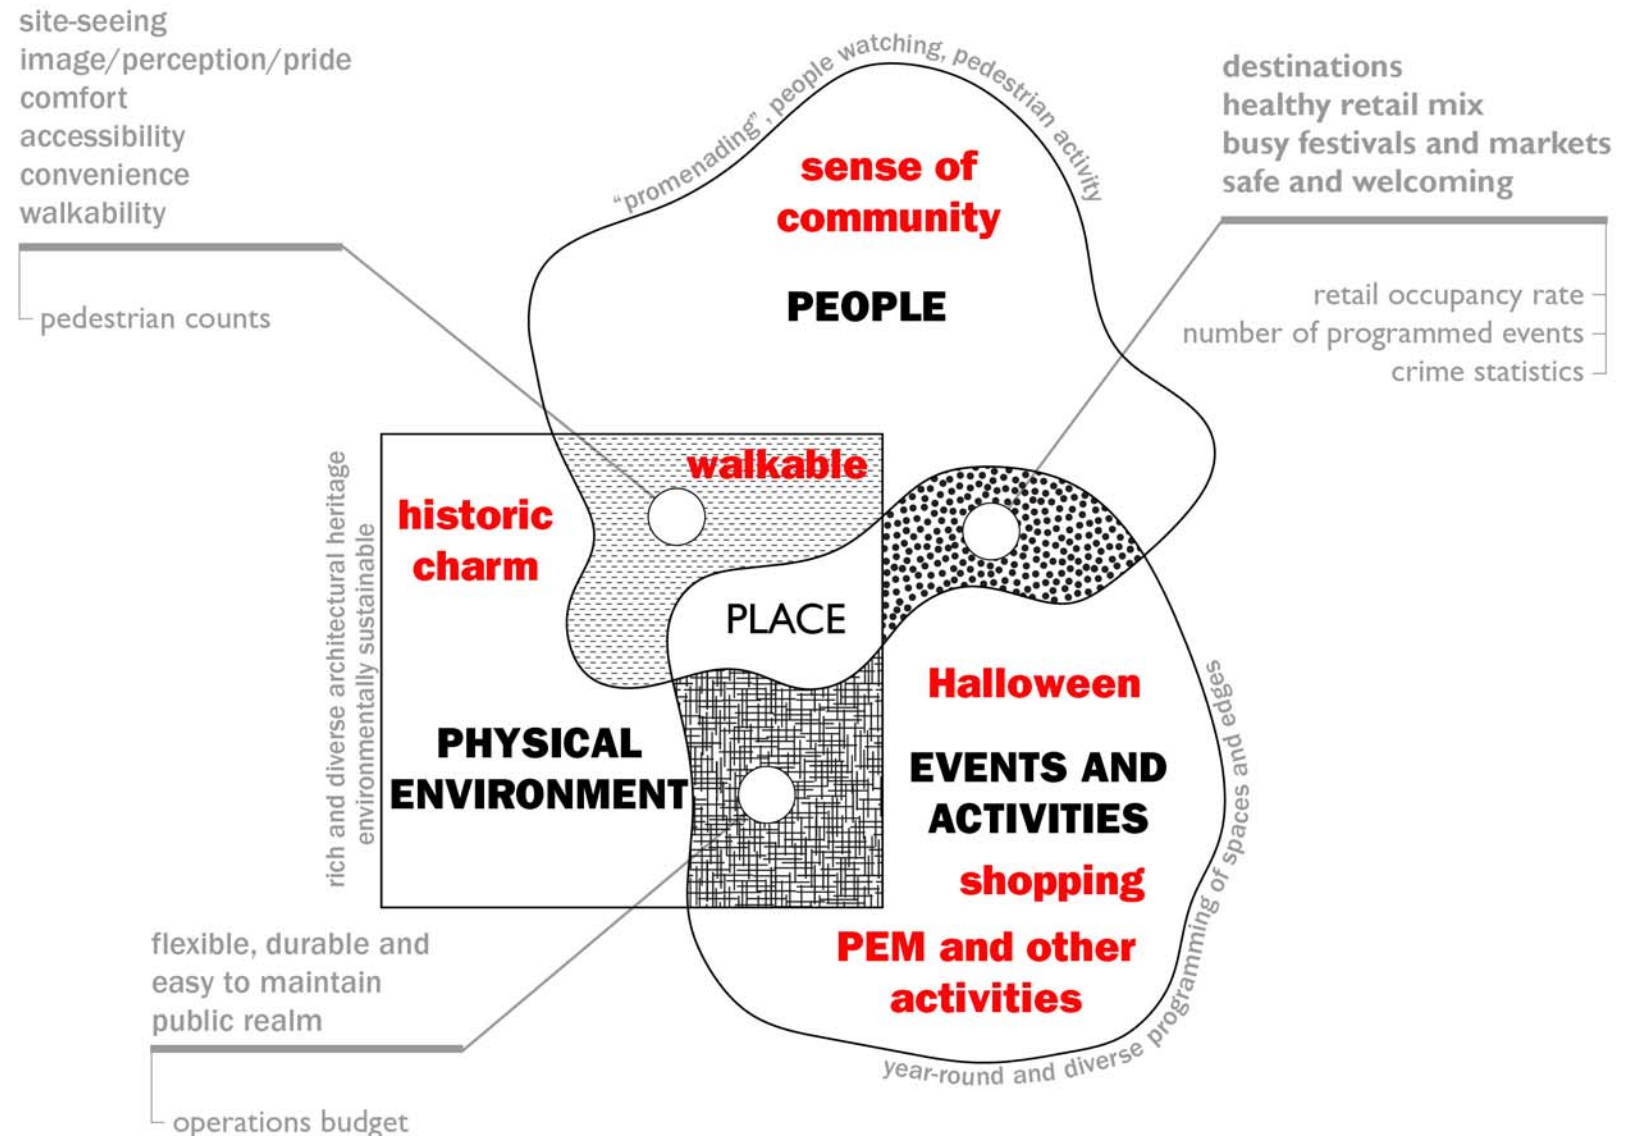 site-seeing
image/perception/pride
comfort
accessibility
convenience
walkability
pedestrian counts
“promenading”, people watching, pedestrian activity
destinations
healthy retail mix
busy festivals and markets
safe and welcoming
retail occupancy rate
number of programmed events
crime statistics
sense of
community
PEOPLE
walkable
historic
charm
rich and diverse architectural heritage
environmentally sustainable
PLACE
PHYSICAL
ENVIRONMENT
Halloween
EVENTS AND
ACTIVITIES
shopping
PEM and other
activities
year-round and diverse programming of spaces and edges
flexible, durable and
easy to maintain
public realm
operations budget